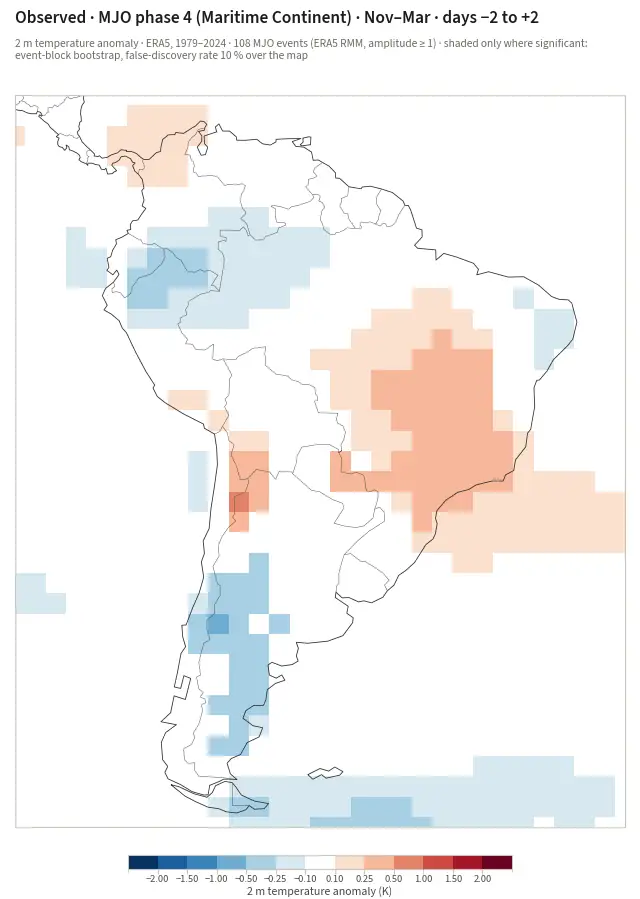 Observed · MJO phase 4 (Maritime Continent) · Nov–Mar · days −2 to +2
2 m temperature anomaly · ERA5, 1979–2024 · 108 MJO events (ERA5 RMM, amplitude ≥ 1) · shaded only where significant:
event-block bootstrap, false-discovery rate 10 % over the map
−2.00 −1.50 −1.00 −0.50 −0.25 −0.10 0.10 0.25 0.50 1.00 1.50 2.00
2 m temperature anomaly (K)